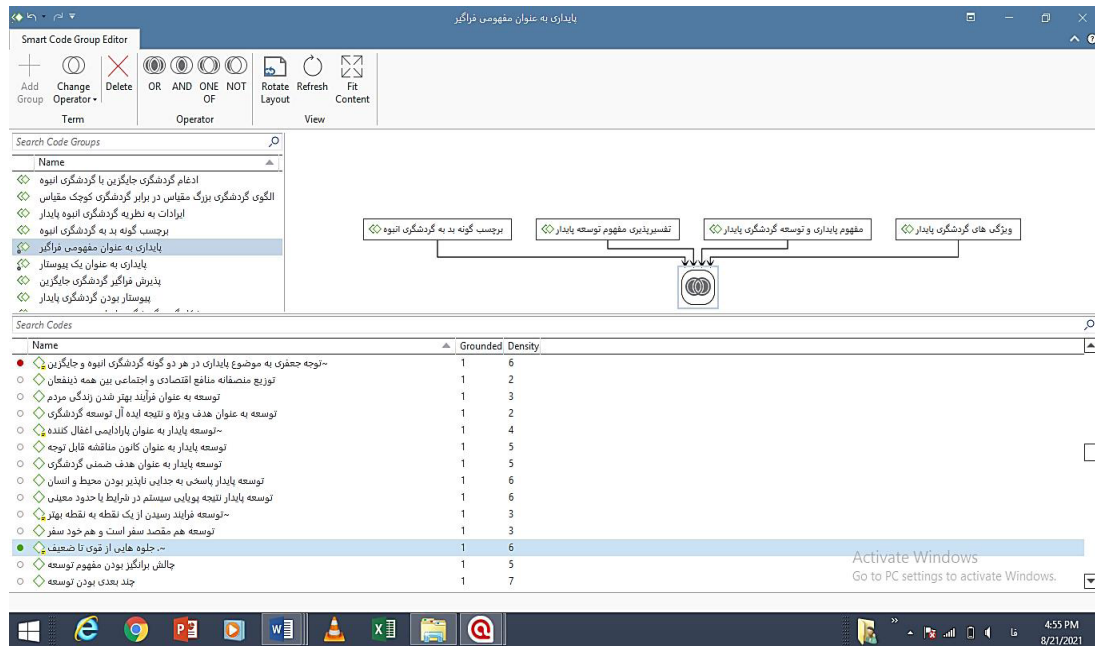 پایداری به عنوان مفهومی فراگیر
Smart Code Group Editor
Add Group
Change Operator
Delete
OR AND ONE OF NOT
Rotate Layout
Refresh
Fit Content
Term
Operator
View
Search Code Groups
Name
ادغام گردشگری جایگزین با گردشگری انبوه
الگوی گردشگری بزرگ مقیاس در برابر گردشگری کوچک مقیاس
ایرادات به نظریه گردشگری انبوه پایدار
برچسب گونه بد به گردشگری انبوه
پایداری به عنوان مفهومی فراگیر
پایداری به عنوان یک پیوستار
پذیرش فراگیر گردشگری جایگزین
پیوستار بودن گردشگری پایدار
برچسب گونه بد به گردشگری انبوه
تفسیرپذیری مفهوم توسعه پایدار
مفهوم پایداری و توسعه گردشگری پایدار
ویژگی های گردشگری پایدار
Search Codes
Name Grounded Density
~توجه جعفری به موضوع پایداری در هر دو گونه گردشگری انبوه و جایگزین 1 6
توزیع منصفانه منافع اقتصادی و اجتماعی بین همه ذینفعان 1 2
توسعه به عنوان فرآیند بهتر شدن زندگی مردم 1 3
توسعه به عنوان هدف ویژه و نتیجه ایده آل توسعه گردشگری 1 2
~توسعه پایدار به عنوان پارادایمی اغفال کننده 1 4
توسعه پایدار به عنوان کانون مناقشه قابل توجه 1 5
توسعه پایدار به عنوان هدف ضمنی گردشگری 1 5
توسعه پایدار پاسخی به جدایی ناپذیر بودن محیط و انسان 1 6
توسعه پایدار نتیجه پویایی سیستم در شرایط یا حدود معینی 1 6
~توسعه فرایند رسیدن از یک نقطه به نقطه بهتر 1 3
توسعه هم مقصد سفر است و هم خود سفر 1 3
~. جلوه هایی از قوی تا ضعیف 1 6
چالش برانگیز بودن مفهوم توسعه 1 5
چند بعدی بودن توسعه 1 7
Activate Windows
Go to PC settings to activate Windows.
فا
4:55 PM
8/21/2021